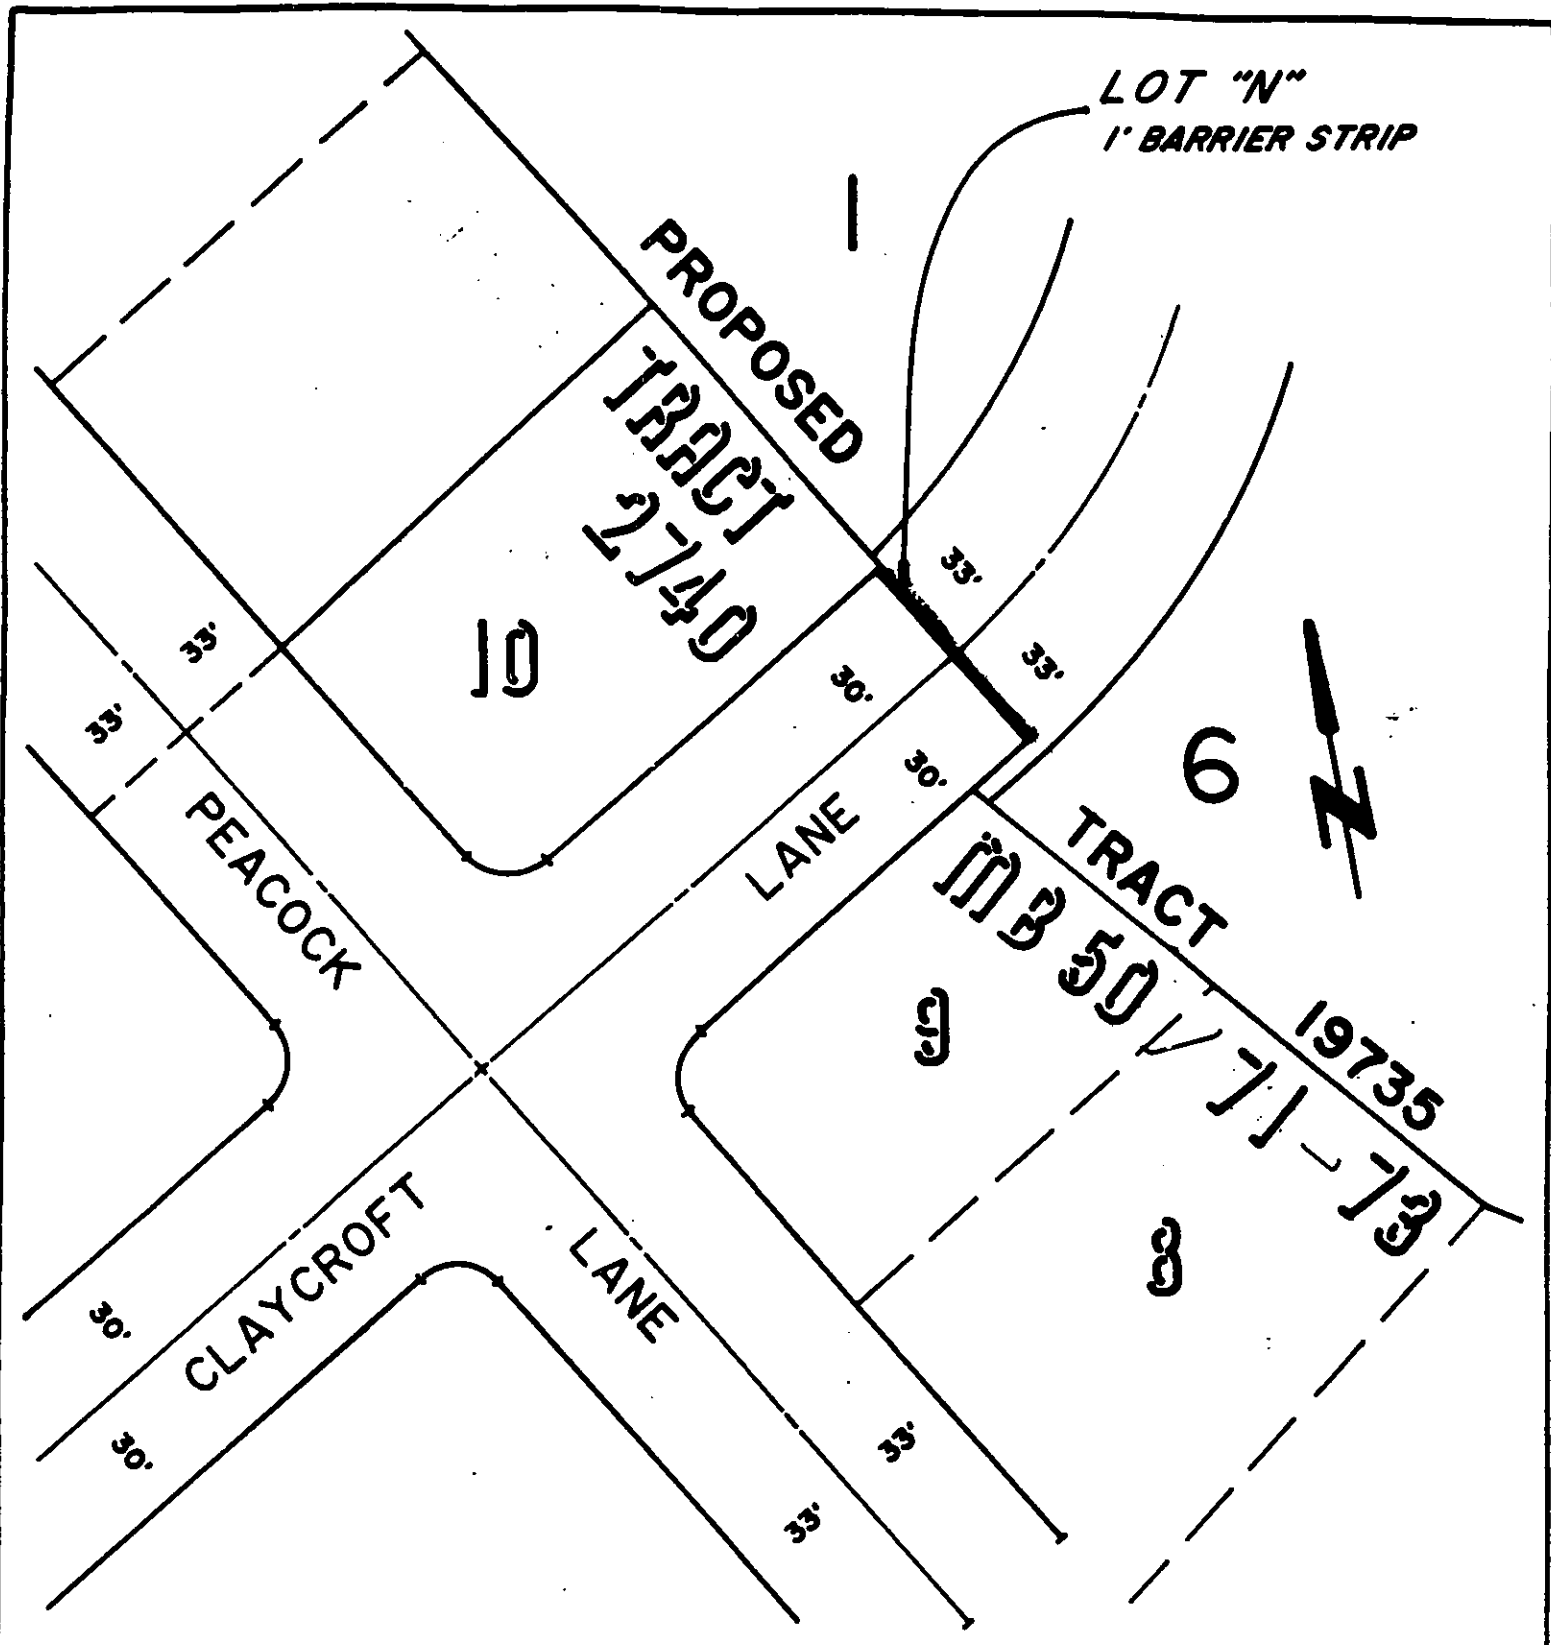 LOT "N"
1' BARRIER STRIP
1
PROPOSED
TRACT
2740
10
33'
33'
33'
33'
30'
30'
6
N
PEACOCK
LANE
TRACT
19735
MB 50/71-73
9
8
CLAYCROFT
LANE
30'
30'
33'
33'